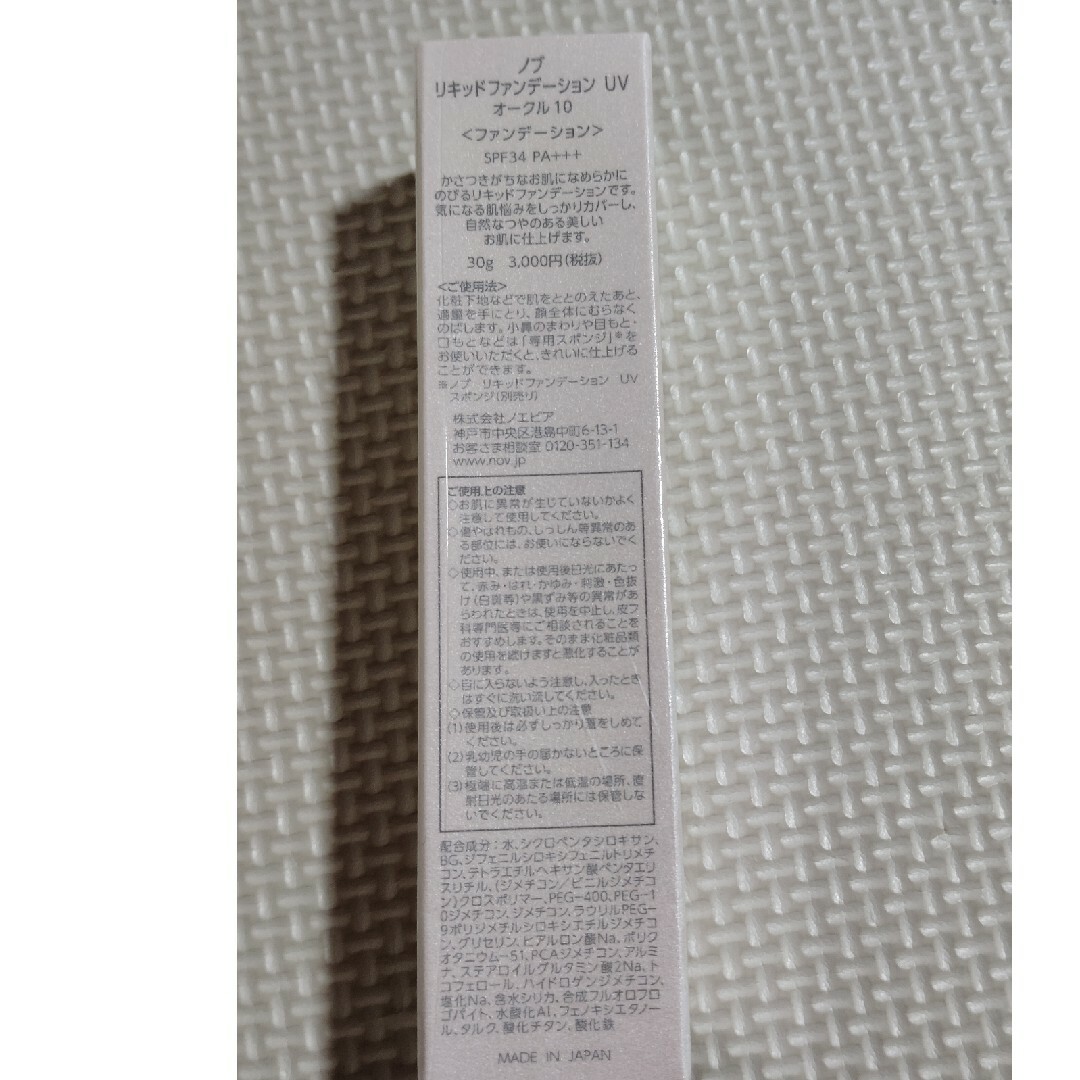 ノブ
リキッドファンデーション UV
オークル10
<ファンデーション>
SPF34 PA+++
かさつきがちなお肌になめらかに
のびるリキッドファンデーションです。
気になる肌悩みをしっかりカバーし、
自然なつやのある美しい
お肌に仕上げます。
30g 3,000円(税抜)
<ご使用法>
化粧下地などで肌をととのえたあと、
適量を手にとり、顔全体にむらなく
のばします。小鼻のまわりや目もと・
口もとなどは「専用スポンジ」※を
お使いいただくと、きれいに仕上げる
ことができます。
※ノブ リキッドファンデーション UV
スポンジ(別売り)
株式会社ノエビア
神戸市中央区港島中町6-13-1
お客さま相談室 0120-351-134
www.nov.jp
ご使用上の注意
◇お肌に異常が生じていないかよく
注意して使用してください。
◇傷やはれもの、しっしん等異常のあ
る部位には、お使いにならないでく
ださい。
◇使用中、または使用後日光にあたっ
て、赤み・はれ・かゆみ・刺激・色抜
け(白斑等)や黒ずみ等の異常があ
らわれたときは、使用を中止し、皮フ
科専門医等にご相談されることを
おすすめします。そのまま化粧品類
の使用を続けますと悪化することが
あります。
◇目に入らないよう注意し、入ったとき
はすぐに洗い流してください。
◇保管及び取扱い上の注意
(1)使用後は必ずしっかり蓋をしめて
ください。
(2)乳幼児の手の届かないところに保
管してください。
(3)極端に高温または低温の場所、直
射日光のあたる場所には保管しな
いでください。
配合成分:水、シクロペンタシロキサン、
BG、ジフェニルシロキシフェニルトリメチ
コン、テトラエチルヘキサン酸ペンタエリ
スリチル、(ジメチコン/ビニルジメチコ
ン)クロスポリマー、PEG-400、PEG-1
0ジメチコン、ジメチコン、ラウリルPEG-
9ポリジメチルシロキシエチルジメチコ
ン、グリセリン、ヒアルロン酸Na、ポリク
オタニウム-51、PCAジメチコン、アルミ
ナ、ステアロイルグルタミン酸2Na、ト
コフェロール、ハイドロゲンジメチコン、
塩化Na、含水シリカ、合成フルオロフロ
ゴパイト、水酸化Al、フェノキシエタノー
ル、タルク、酸化チタン、酸化鉄
MADE IN JAPAN